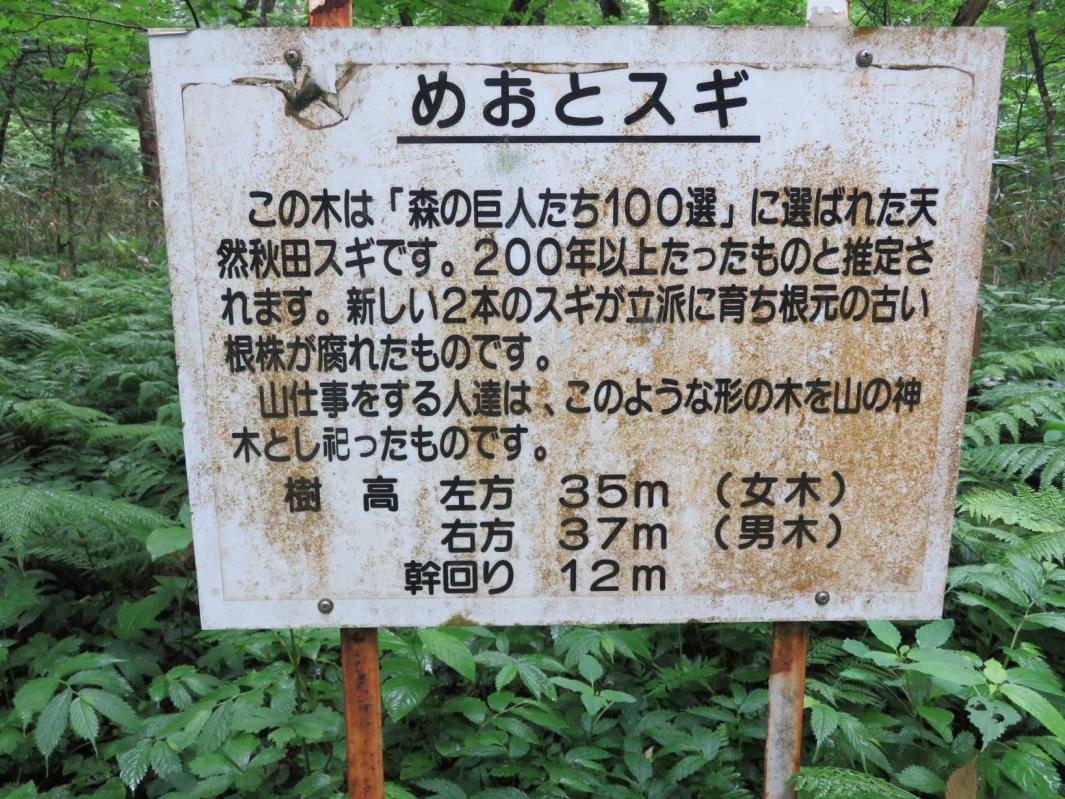 めおとスギ
この木は「森の巨人たち100選」に選ばれた天
然秋田スギです。200年以上たったものと推定さ
れます。新しい2本のスギが立派に育ち根元の古い
根株が腐れたものです。
山仕事をする人達は、このような形の木を山の神
木とし祀ったものです。
樹 高 左方 35m （女木）
右方 37m （男木）
幹回り 12m